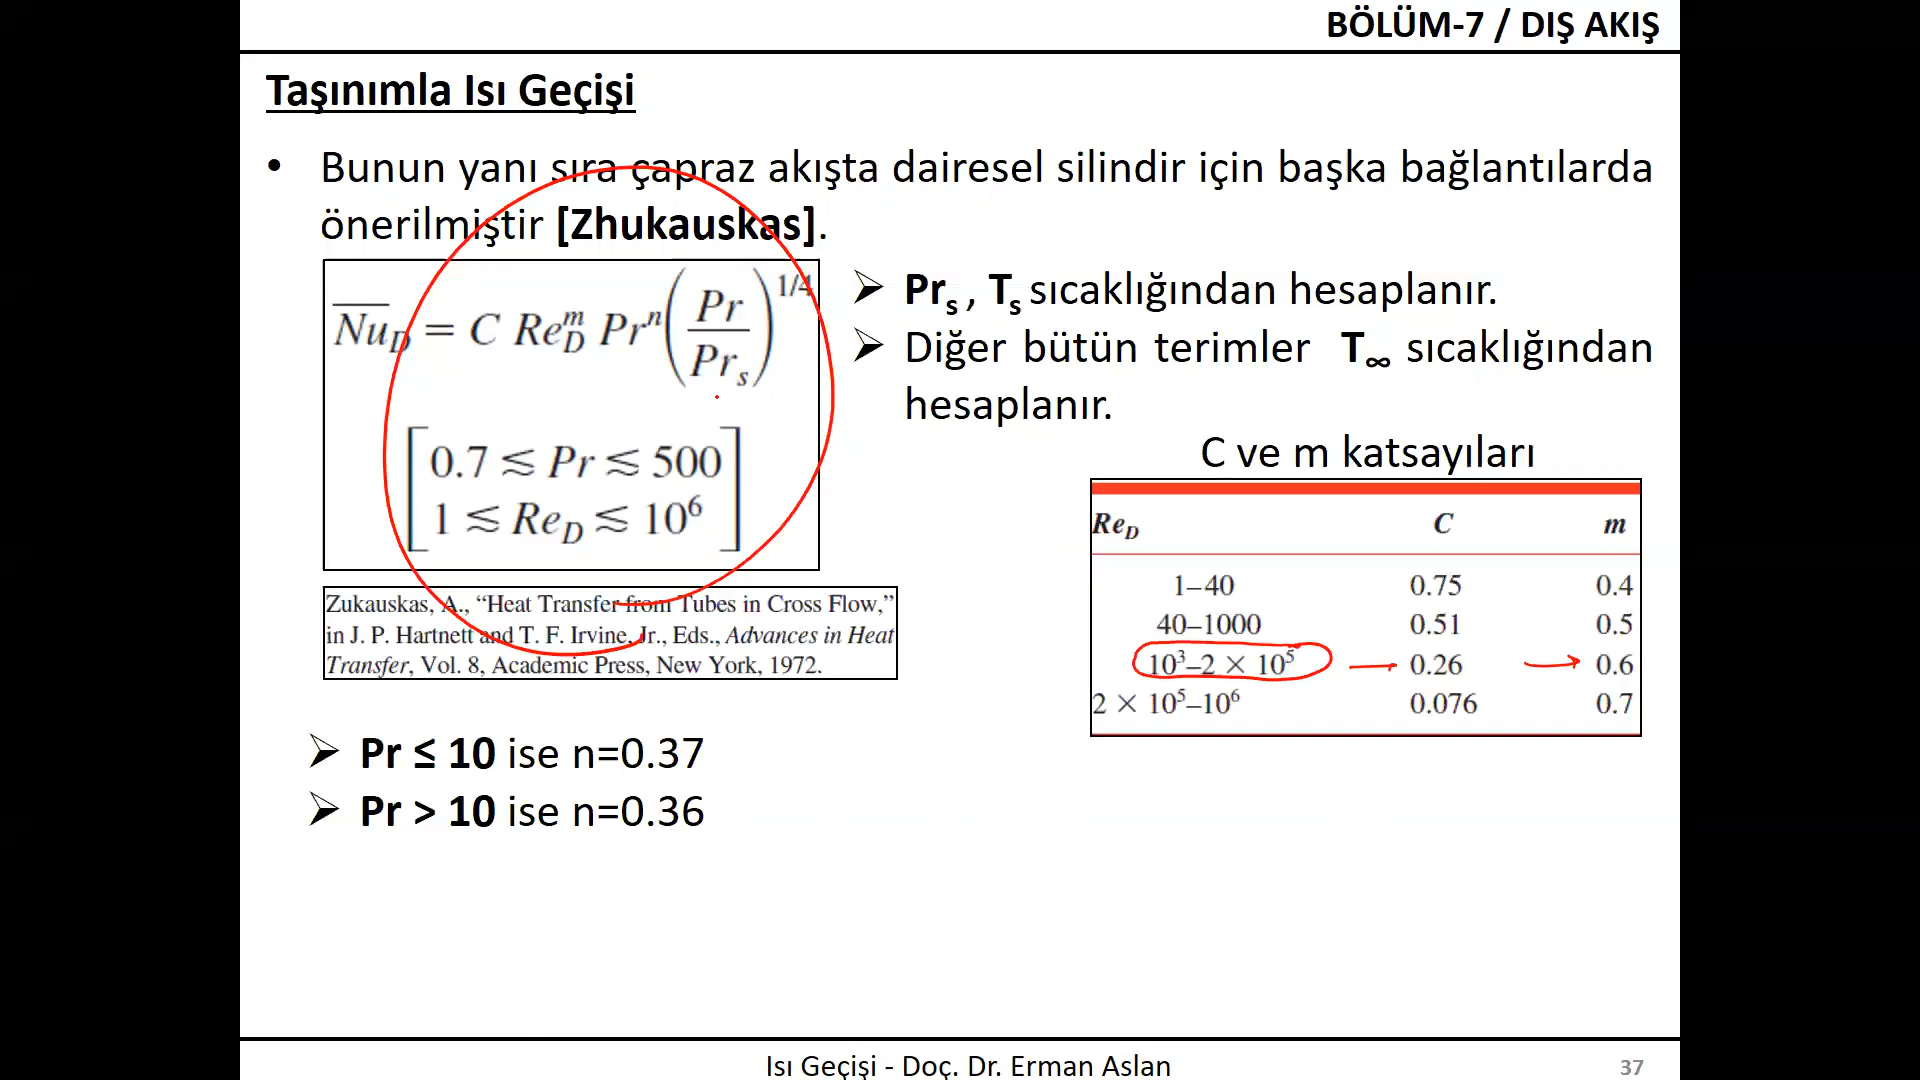 BÖLÜM-7 / DIŞ AKIŞ
Taşınımla Isı Geçişi
• Bunun yanı sıra çapraz akışta dairesel silindir için başka bağlantılarda
önerilmiştir [Zhukauskas].
Nu_D = C Re_D^m Pr^n (Pr/Pr_s)^1/4
[0.7 ≲ Pr ≲ 500
1 ≲ Re_D ≲ 10^6]
Zukauskas, A., “Heat Transfer from Tubes in Cross Flow,”
in J. P. Hartnett and T. F. Irvine, Jr., Eds., Advances in Heat
Transfer, Vol. 8, Academic Press, New York, 1972.
➢ Pr ≤ 10 ise n=0.37
➢ Pr > 10 ise n=0.36
➢ Pr_s , T_s sıcaklığından hesaplanır.
➢ Diğer bütün terimler T_∞ sıcaklığından
hesaplanır.
C ve m katsayıları
Re_D C m
1–40 0.75 0.4
40–1000 0.51 0.5
10^3–2 × 10^5 0.26 0.6
2 × 10^5–10^6 0.076 0.7
Isı Geçişi - Doç. Dr. Erman Aslan
37